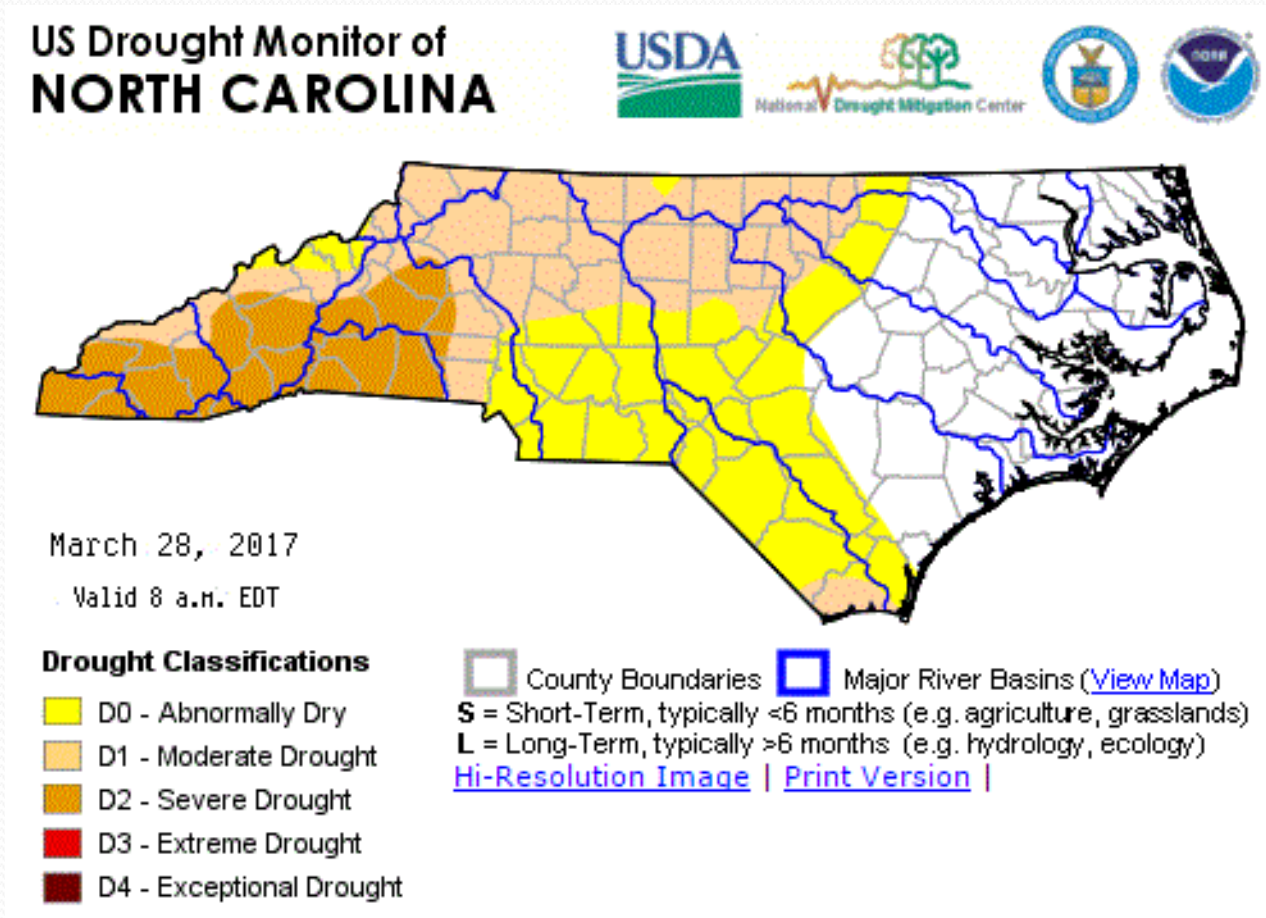 US Drought Monitor of
NORTH CAROLINA
USDA
National Drought Mitigation Center
NOAA
March 28, 2017
Valid 8 a.m. EDT
Drought Classifications
D0 - Abnormally Dry
D1 - Moderate Drought
D2 - Severe Drought
D3 - Extreme Drought
D4 - Exceptional Drought
County Boundaries
Major River Basins (View Map)
S = Short-Term, typically <6 months (e.g. agriculture, grasslands)
L = Long-Term, typically >6 months (e.g. hydrology, ecology)
Hi-Resolution Image | Print Version |